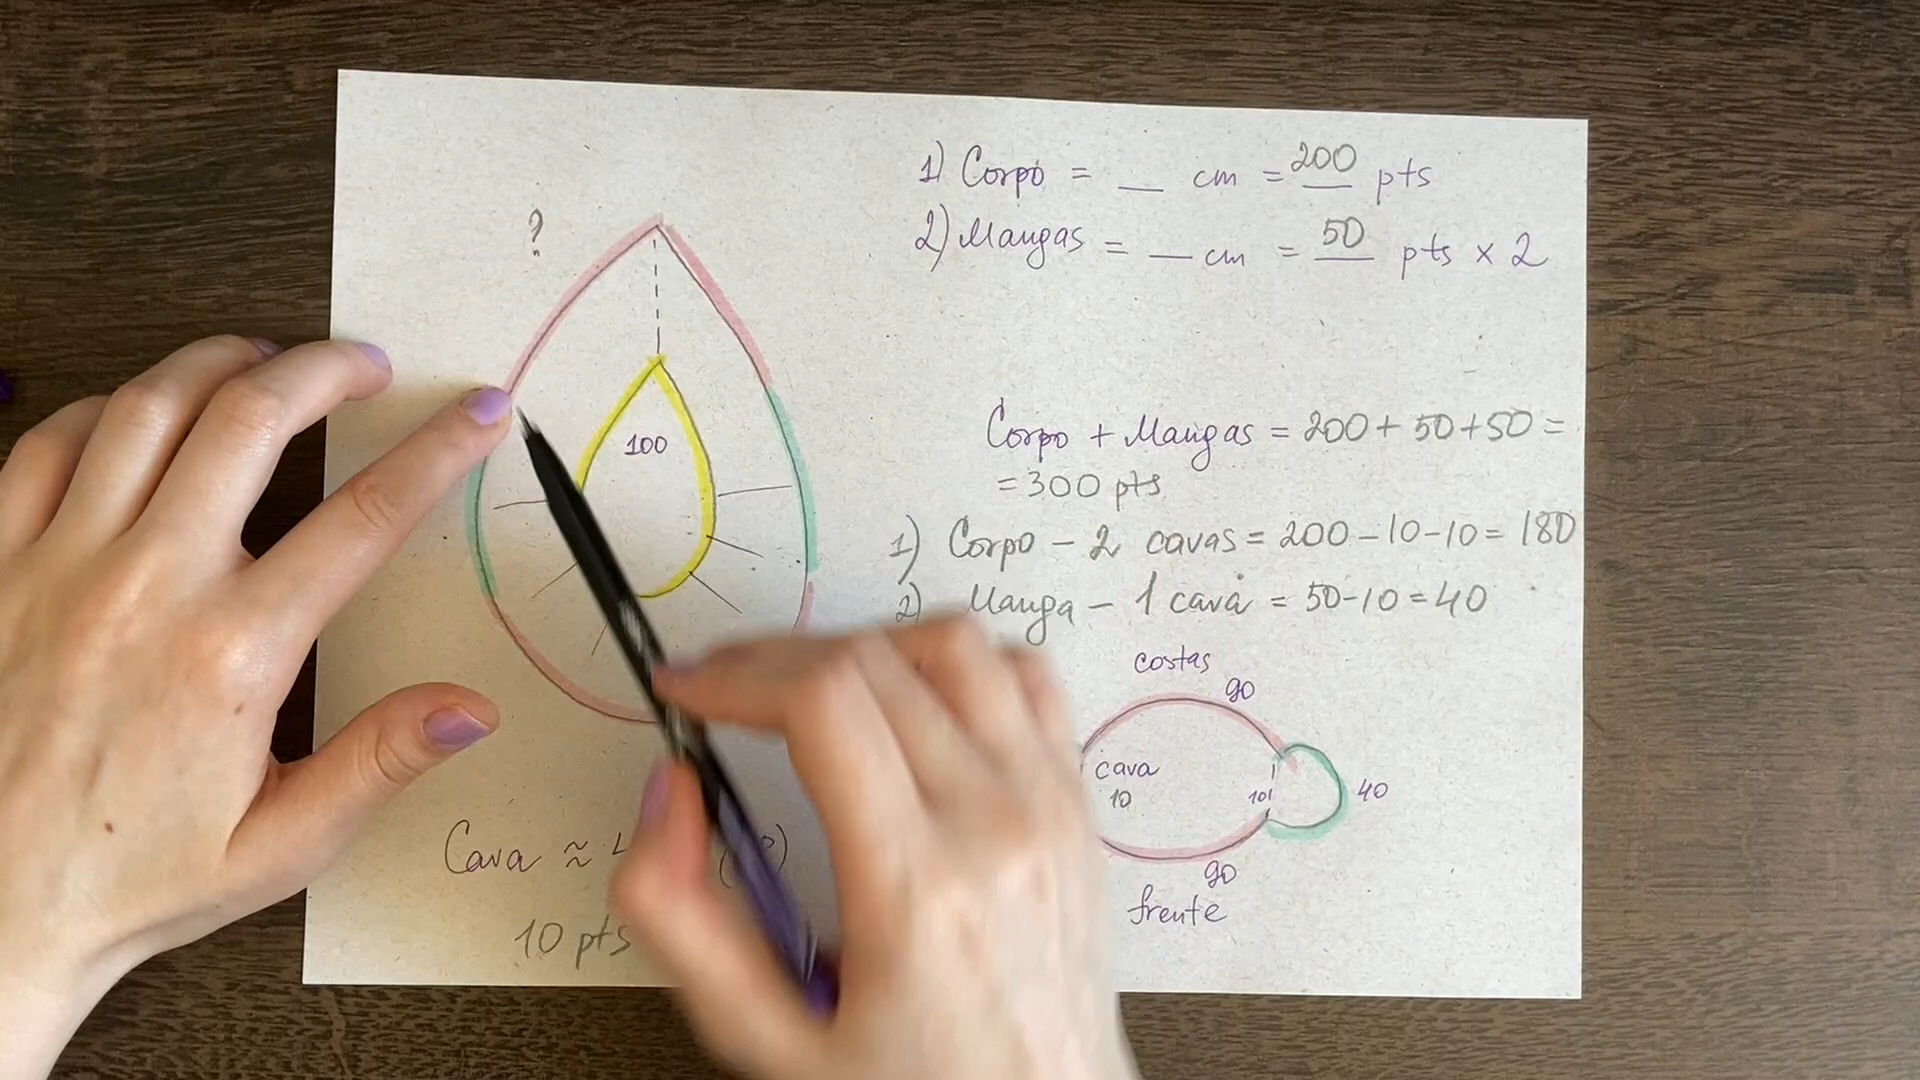 1) Corpo = __ cm = 200 pts
2) Mangas = __ cm = 50 pts x 2
?
100
Corpo + Mangas = 200 + 50 + 50 =
= 300 pts
1) Corpo - 2 cavas = 200 - 10 - 10 = 180
2) Manga - 1 cava = 50 - 10 = 40
costas
90
cava
10
10
40
90
frente
Cava ≈
10 pts